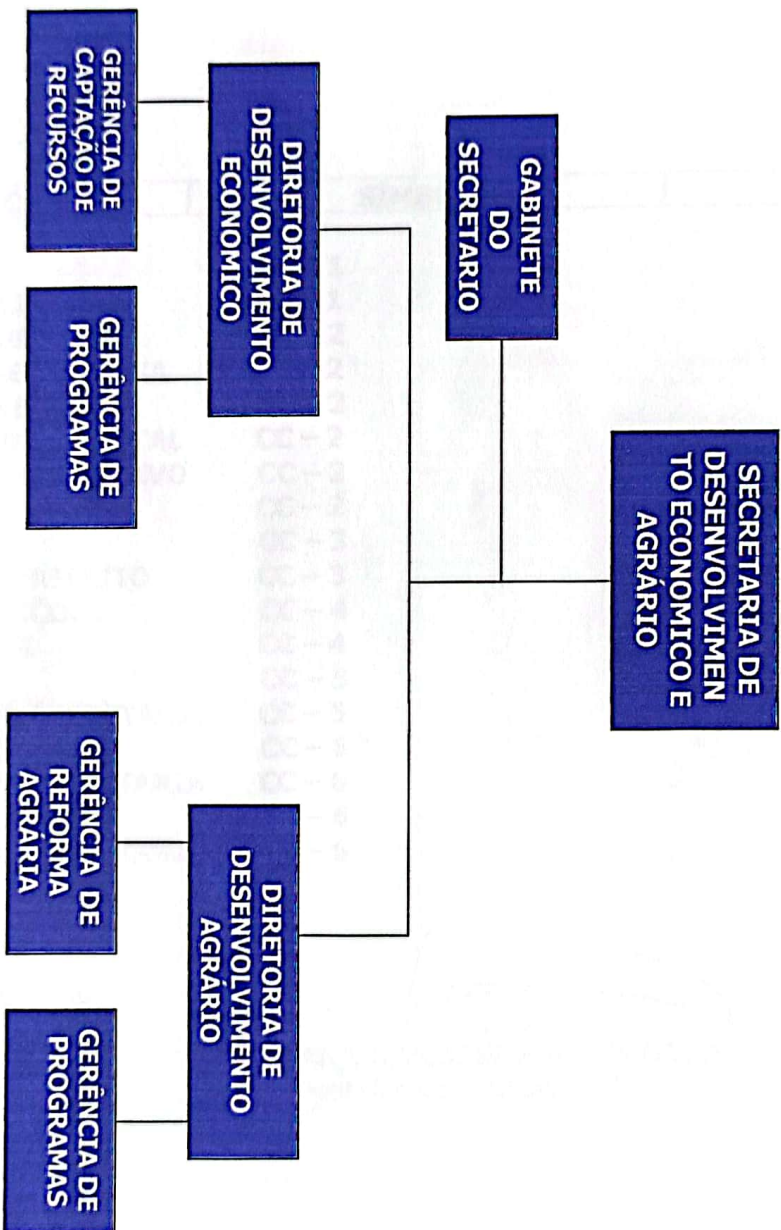 SECRETARIA DE
DESENVOLVIMEN
TO ECONOMICO E
AGRÁRIO
GABINETE
DO
SECRETARIO
DIRETORIA DE
DESENVOLVIMENTO
ECONOMICO
DIRETORIA DE
DESENVOLVIMENTO
AGRÁRIO
GERÊNCIA DE
CAPTAÇÃO DE
RECURSOS
GERÊNCIA DE
PROGRAMAS
GERÊNCIA DE
REFORMA
AGRÁRIA
GERÊNCIA DE
PROGRAMAS